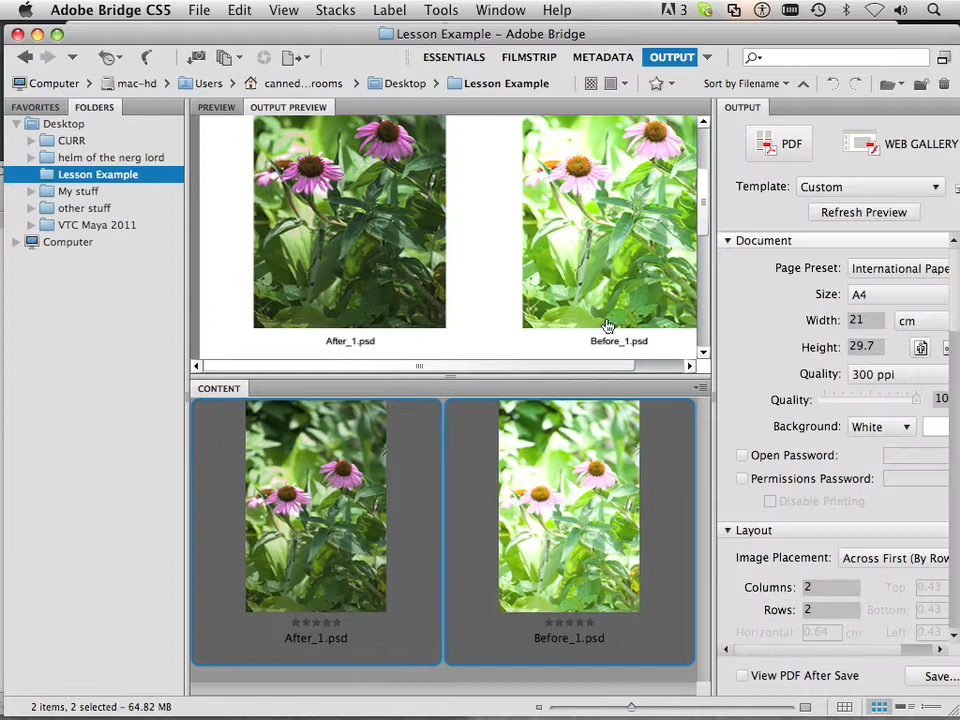 Adobe Bridge CS5 File Edit View Stacks Label Tools Window Help 3
Lesson Example – Adobe Bridge
ESSENTIALS FILMSTRIP METADATA OUTPUT
Computer mac-hd Users canned...rooms Desktop Lesson Example Sort by Filename
FAVORITES FOLDERS PREVIEW OUTPUT PREVIEW OUTPUT
Desktop
CURR
helm of the nerg lord
Lesson Example
My stuff
other stuff
VTC Maya 2011
Computer
After_1.psd Before_1.psd
CONTENT
After_1.psd Before_1.psd
PDF WEB GALLERY
Template: Custom
Refresh Preview
Document
Page Preset: International Pape
Size: A4
Width: 21 cm
Height: 29.7
Quality: 300 ppi
Quality: 10
Background: White
Open Password:
Permissions Password:
Disable Printing
Layout
Image Placement: Across First (By Row
Columns: 2 Top: 0.43
Rows: 2 Bottom: 0.43
Horizontal: 0.64 cm Left: 0.43
View PDF After Save Save...
2 items, 2 selected – 64.82 MB